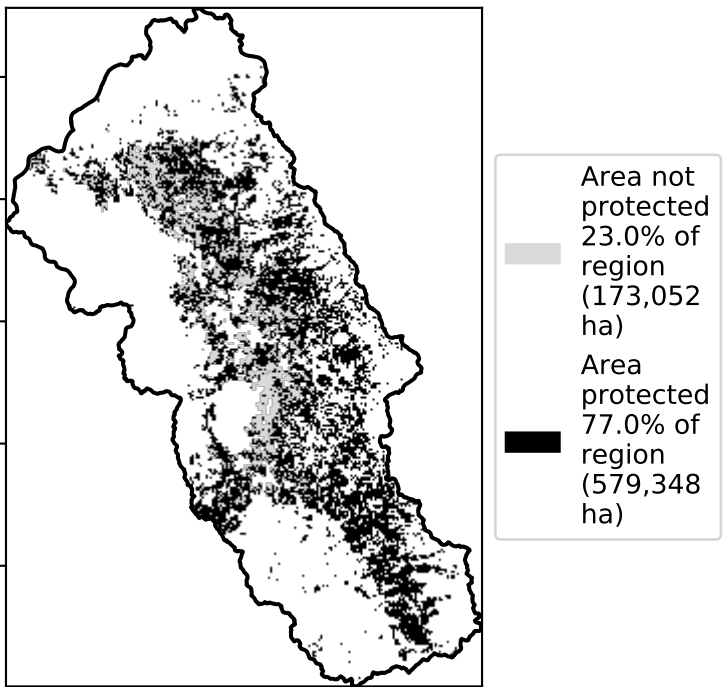 Area not
protected
23.0% of
region
(173,052
ha)
Area
protected
77.0% of
region
(579,348
ha)